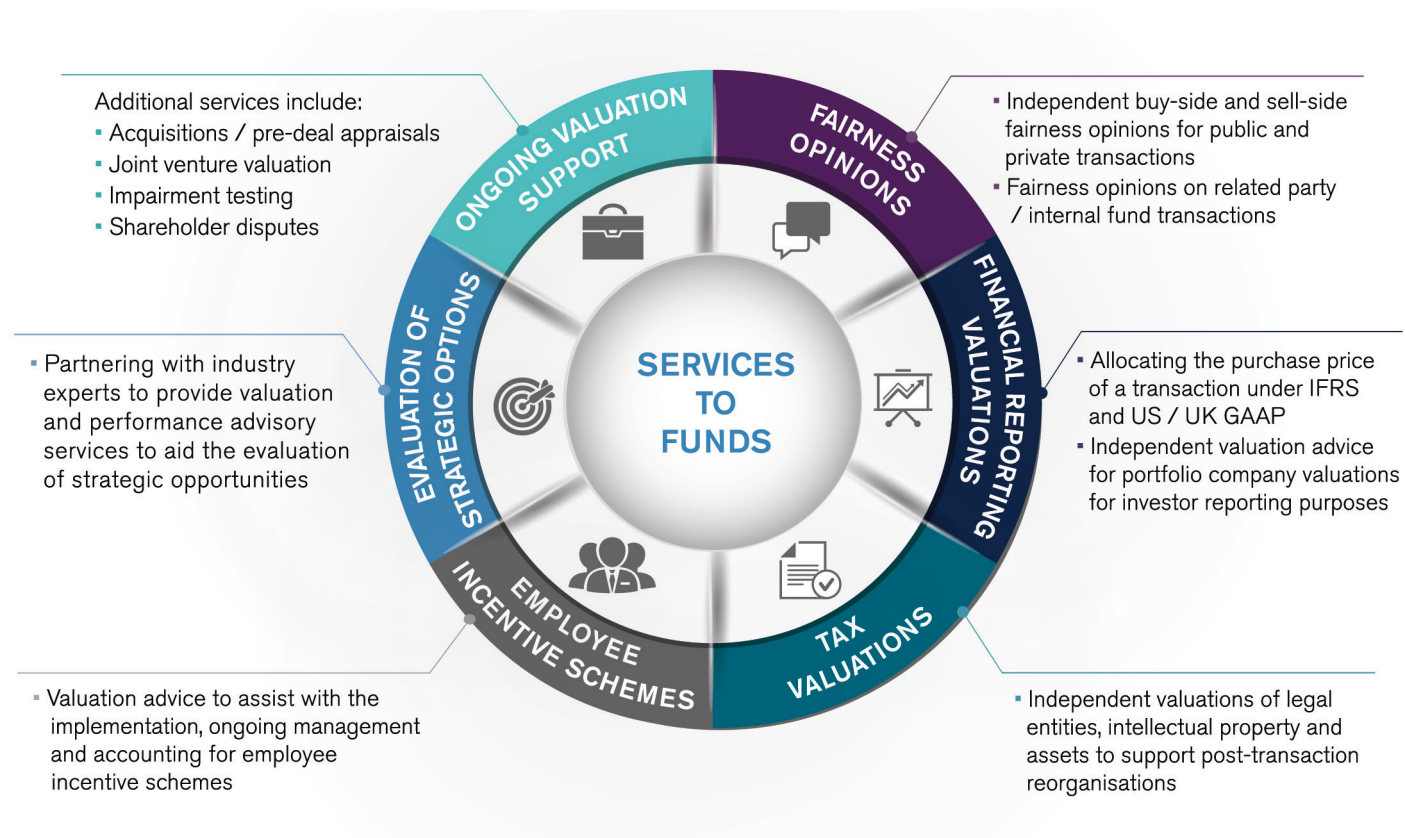 Additional services include:
▪ Acquisitions / pre-deal appraisals
▪ Joint venture valuation
▪ Impairment testing
▪ Shareholder disputes
ONGOING VALUATION
SUPPORT
FAIRNESS
OPINIONS
▪ Independent buy-side and sell-side
fairness opinions for public and
private transactions
▪ Fairness opinions on related party
/ internal fund transactions
EVALUATION OF
STRATEGIC OPTIONS
▪ Partnering with industry
experts to provide valuation
and performance advisory
services to aid the evaluation
of strategic opportunities
SERVICES
TO
FUNDS
FINANCIAL REPORTING
VALUATIONS
▪ Allocating the purchase price
of a transaction under IFRS
and US / UK GAAP
▪ Independent valuation advice
for portfolio company valuations
for investor reporting purposes
EMPLOYEE
INCENTIVE SCHEMES
▪ Valuation advice to assist with the
implementation, ongoing management
and accounting for employee
incentive schemes
TAX
VALUATIONS
▪ Independent valuations of legal
entities, intellectual property and
assets to support post-transaction
reorganisations